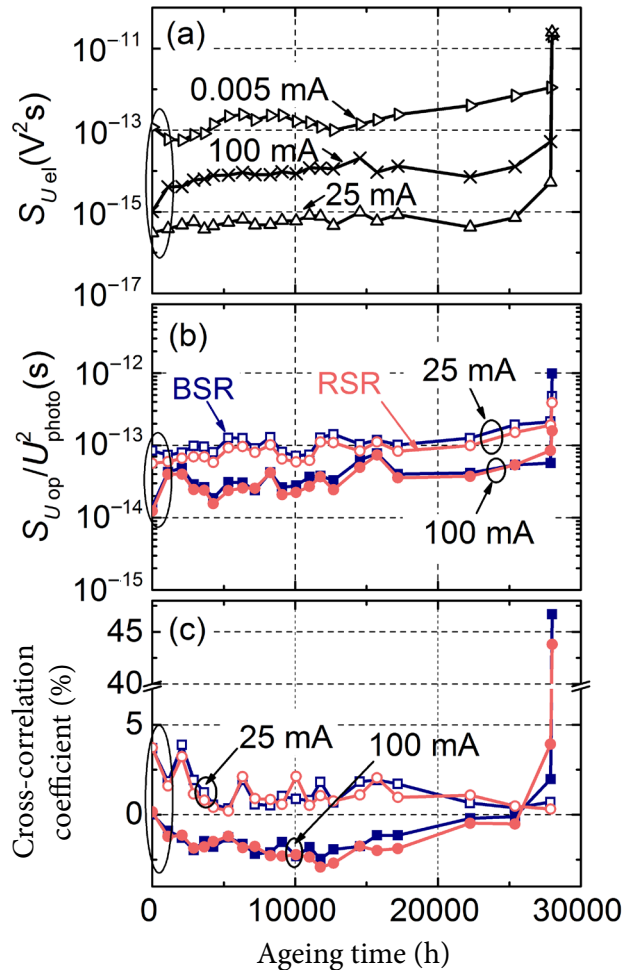 (a)
10⁻¹¹
10⁻¹³
10⁻¹⁵
10⁻¹⁷
S_U el (V²s)
0.005 mA
100 mA
25 mA
(b)
10⁻¹²
10⁻¹³
10⁻¹⁴
10⁻¹⁵
S_U op/U²photo(s)
BSR
RSR
25 mA
100 mA
(c)
45
40
5
0
Cross-correlation
coefficient (%)
25 mA
100 mA
0 10000 20000 30000
Ageing time (h)